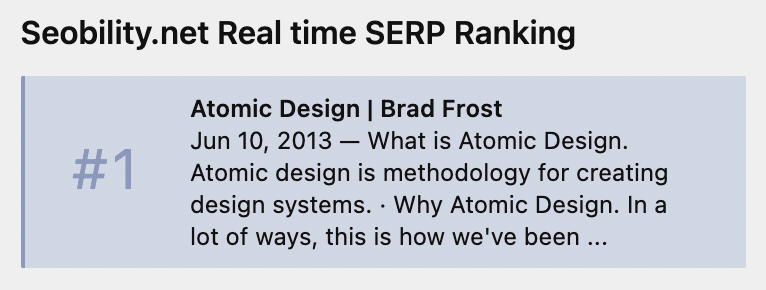 Seobility.net Real time SERP Ranking
#1
Atomic Design | Brad Frost
Jun 10, 2013 — What is Atomic Design.
Atomic design is methodology for creating
design systems. · Why Atomic Design. In a
lot of ways, this is how we've been ...